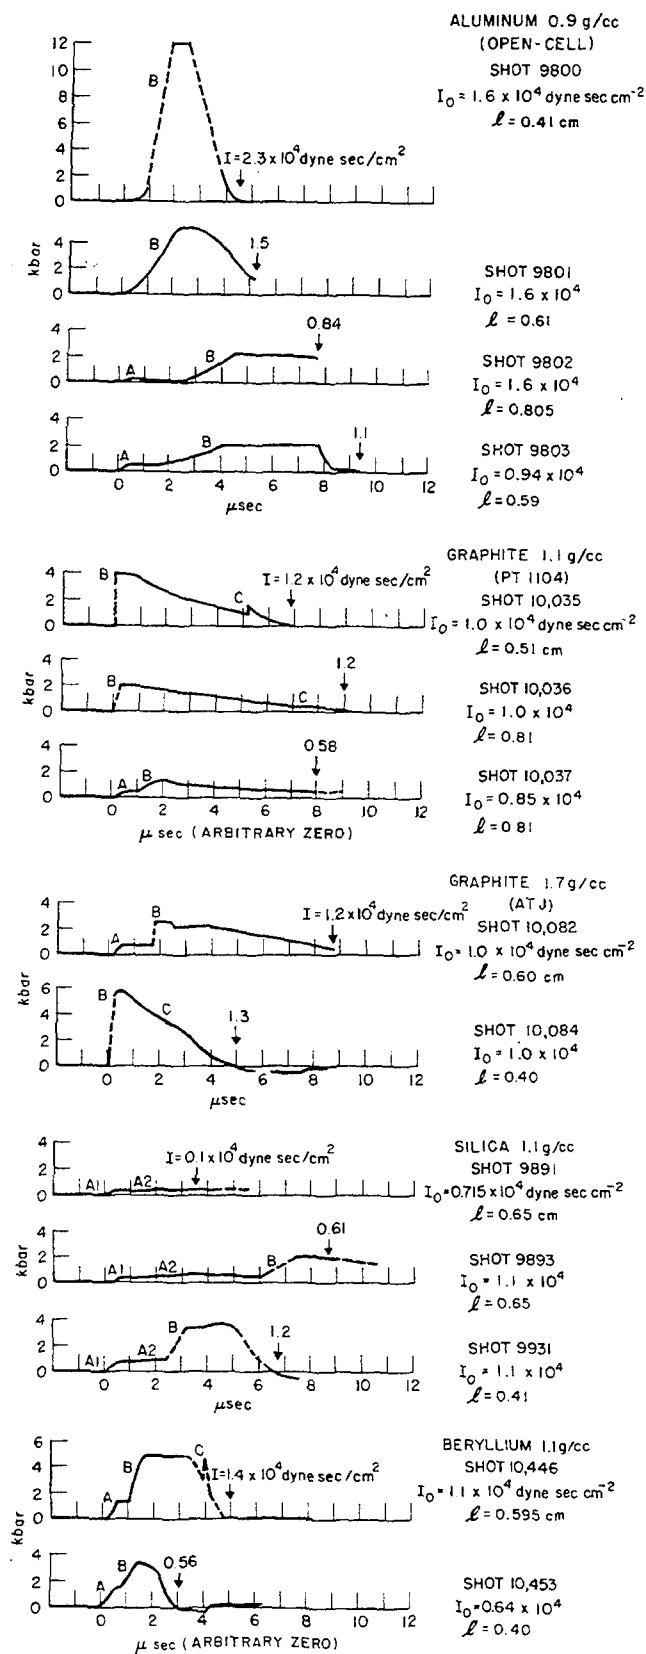 ALUMINUM 0.9 g/cc
(OPEN-CELL)
SHOT 9800
I₀ = 1.6 x 10⁴ dyne sec cm⁻²
ℓ = 0.41 cm
12
10
8
6
4
2
0
B
I = 2.3 x 10⁴ dyne sec/cm²
kbar
4
2
0
B
1.5
SHOT 9801
I₀ = 1.6 x 10⁴
ℓ = 0.61
4
2
0
A
B
0.84
SHOT 9802
I₀ = 1.6 x 10⁴
ℓ = 0.805
4
2
0
A
B
1.1
SHOT 9803
I₀ = 0.94 x 10⁴
ℓ = 0.59
0 2 4 6 8 10 12
μsec
GRAPHITE 1.1 g/cc
(PT 1104)
SHOT 10,035
I₀ = 1.0 x 10⁴ dyne sec cm⁻²
ℓ = 0.51 cm
4
2
0
B
C
I = 1.2 x 10⁴ dyne sec/cm²
kbar
4
2
0
B
C
1.2
SHOT 10,036
I₀ = 1.0 x 10⁴
ℓ = 0.81
4
2
0
A
B
0.58
SHOT 10,037
I₀ = 0.85 x 10⁴
ℓ = 0.81
0 2 4 6 8 10 12
μ sec (ARBITRARY ZERO)
GRAPHITE 1.7 g/cc
(ATJ)
SHOT 10,082
I₀ = 1.0 x 10⁴ dyne sec cm⁻²
ℓ = 0.60 cm
4
2
0
A
B
I = 1.2 x 10⁴ dyne sec/cm²
kbar
6
4
2
0
B
C
1.3
SHOT 10,084
I₀ = 1.0 x 10⁴
ℓ = 0.40
0 2 4 6 8 10 12
μsec
SILICA 1.1 g/cc
SHOT 9891
I₀ = 0.715 x 10⁴ dyne sec cm⁻²
ℓ = 0.65 cm
4
2
0
A1 A2
I = 0.1 x 10⁴ dyne sec/cm²
kbar
4
2
0
A1 A2
B
0.61
SHOT 9893
I₀ = 1.1 x 10⁴
ℓ = 0.65
4
2
0
A1 A2
B
1.2
SHOT 9931
I₀ = 1.1 x 10⁴
ℓ = 0.41
0 2 4 6 8 10 12
μsec
BERYLLIUM 1.1 g/cc
SHOT 10,446
I₀ = 1.1 x 10⁴ dyne sec cm⁻²
ℓ = 0.595 cm
6
4
2
0
A
B
C
I = 1.4 x 10⁴ dyne sec/cm²
kbar
4
2
0
A
B
0.56
SHOT 10,453
I₀ = 0.64 x 10⁴
ℓ = 0.40
0 2 4 6 8 10 12
μ sec (ARBITRARY ZERO)